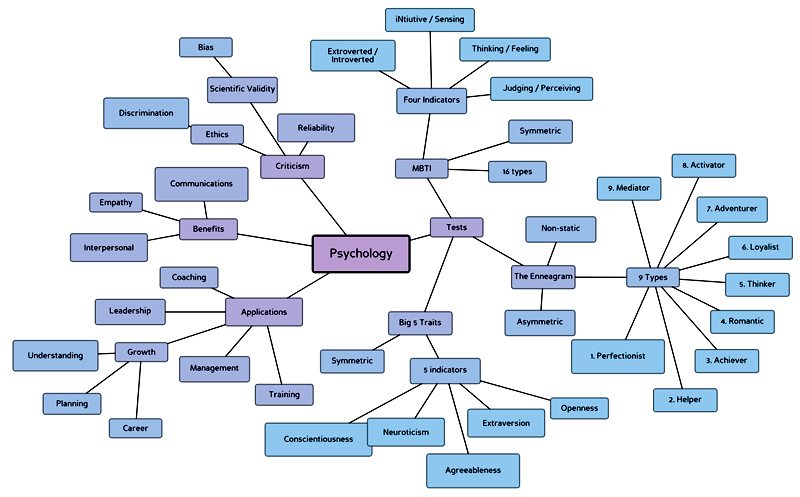 iNtiutive / Sensing
Extroverted /
Introverted
Thinking / Feeling
Judging / Perceiving
Four Indicators
Bias
Scientific Validity
Discrimination
Ethics
Reliability
Criticism
Symmetric
MBTI
16 types
Communications
Empathy
Benefits
Interpersonal
Psychology
Tests
Non-static
The Enneagram
Asymmetric
9 Types
9. Mediator
8. Activator
7. Adventurer
6. Loyalist
5. Thinker
4. Romantic
3. Achiever
2. Helper
1. Perfectionist
Coaching
Leadership
Applications
Growth
Understanding
Planning
Career
Management
Training
Big 5 Traits
Symmetric
5 indicators
Conscientiousness
Neuroticism
Agreeableness
Extraversion
Openness